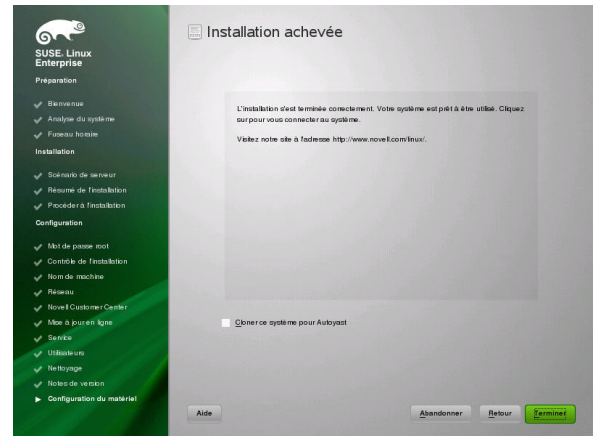 SUSE. Linux
Enterprise
Préparation
Bienvenue
Analyse du système
Fuseau horaire
Installation
Scénario de serveur
Résumé de l'installation
Procéder à l'installation
Configuration
Mot de passe root
Contrôle de l'installation
Nom de machine
Réseau
Novell Customer Center
Mise à jour en ligne
Service
Utilisateurs
Nettoyage
Notes de version
Configuration du matériel
Installation achevée
L'installation s'est terminée correctement. Votre système est prêt à être utilisé. Cliquez
sur pour vous connecter au système.
Visitez notre site à l'adresse http://www.novell.com/linux/.
Cloner ce système pour Autoyast
Aide
Abandonner
Retour
Terminer